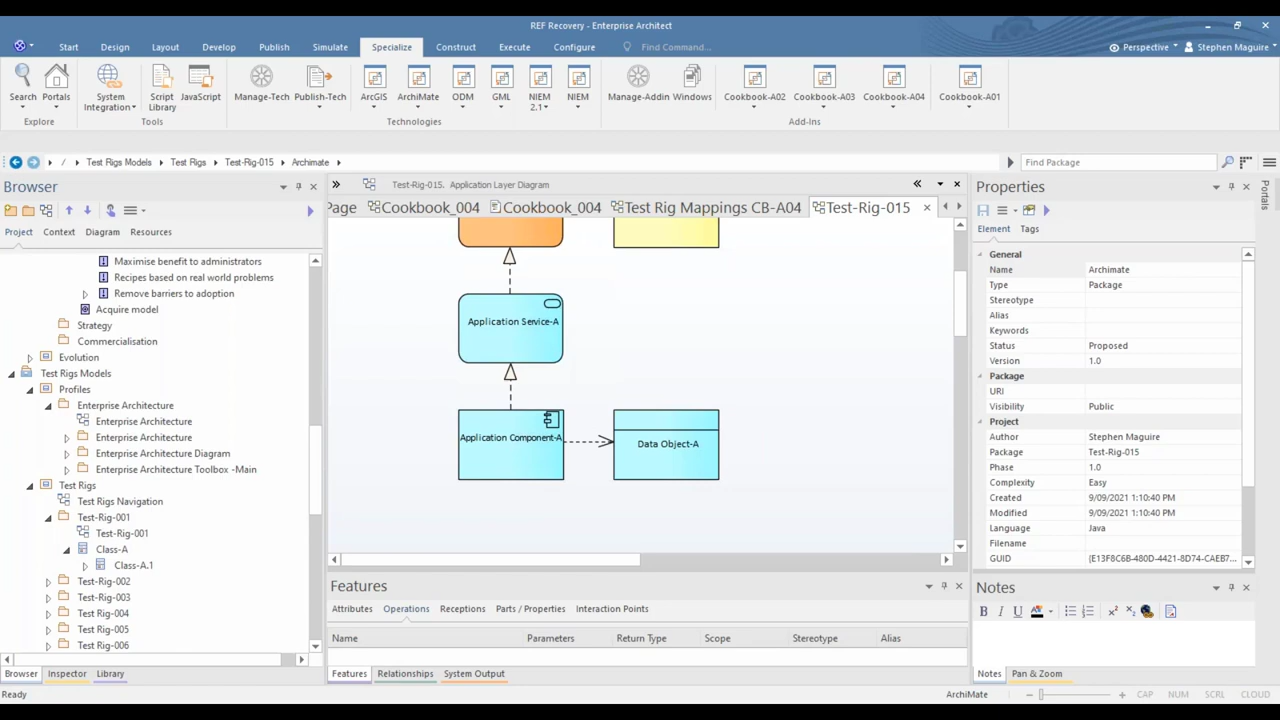 REF Recovery - Enterprise Architect
Start Design Layout Develop Publish Simulate Specialize Construct Execute Configure Find Command... Perspective Stephen Maguire
Search Portals System Integration Script Library JavaScript Manage-Tech Publish-Tech ArcGIS ArchiMate ODM GML NIEM 2.1 NIEM Manage-Addin Windows Cookbook-A02 Cookbook-A03 Cookbook-A04 Cookbook-A01
Explore Tools Technologies Add-Ins
/ Test Rigs Models Test Rigs Test-Rig-015 Archimate Find Package
Browser
Project Context Diagram Resources
Maximise benefit to administrators
Recipes based on real world problems
Remove barriers to adoption
Acquire model
Strategy
Commercialisation
Evolution
Test Rigs Models
Profiles
Enterprise Architecture
Enterprise Architecture
Enterprise Architecture
Enterprise Architecture Diagram
Enterprise Architecture Toolbox -Main
Test Rigs
Test Rigs Navigation
Test-Rig-001
Test-Rig-001
Class-A
Class-A.1
Test-Rig-002
Test-Rig-003
Test Rig-004
Test Rig-005
Test Rig-006
Browser Inspector Library
Test-Rig-015. Application Layer Diagram
Page Cookbook_004 Cookbook_004 Test Rig Mappings CB-A04 Test-Rig-015
Application Service-A
Application Component-A
Data Object-A
Features
Attributes Operations Receptions Parts / Properties Interaction Points
Name Parameters Return Type Scope Stereotype Alias
Features Relationships System Output
Properties
Element Tags
General
Name Archimate
Type Package
Stereotype
Alias
Keywords
Status Proposed
Version 1.0
Package
URI
Visibility Public
Project
Author Stephen Maguire
Package Test-Rig-015
Phase 1.0
Complexity Easy
Created 9/09/2021 1:10:40 PM
Modified 9/09/2021 1:10:40 PM
Language Java
Filename
GUID {E13F8C6B-480D-4421-8D74-CAEB7...
Notes
B I U A
Notes Pan & Zoom
Portals
Ready ArchiMate CAP NUM SCRL CLOUD